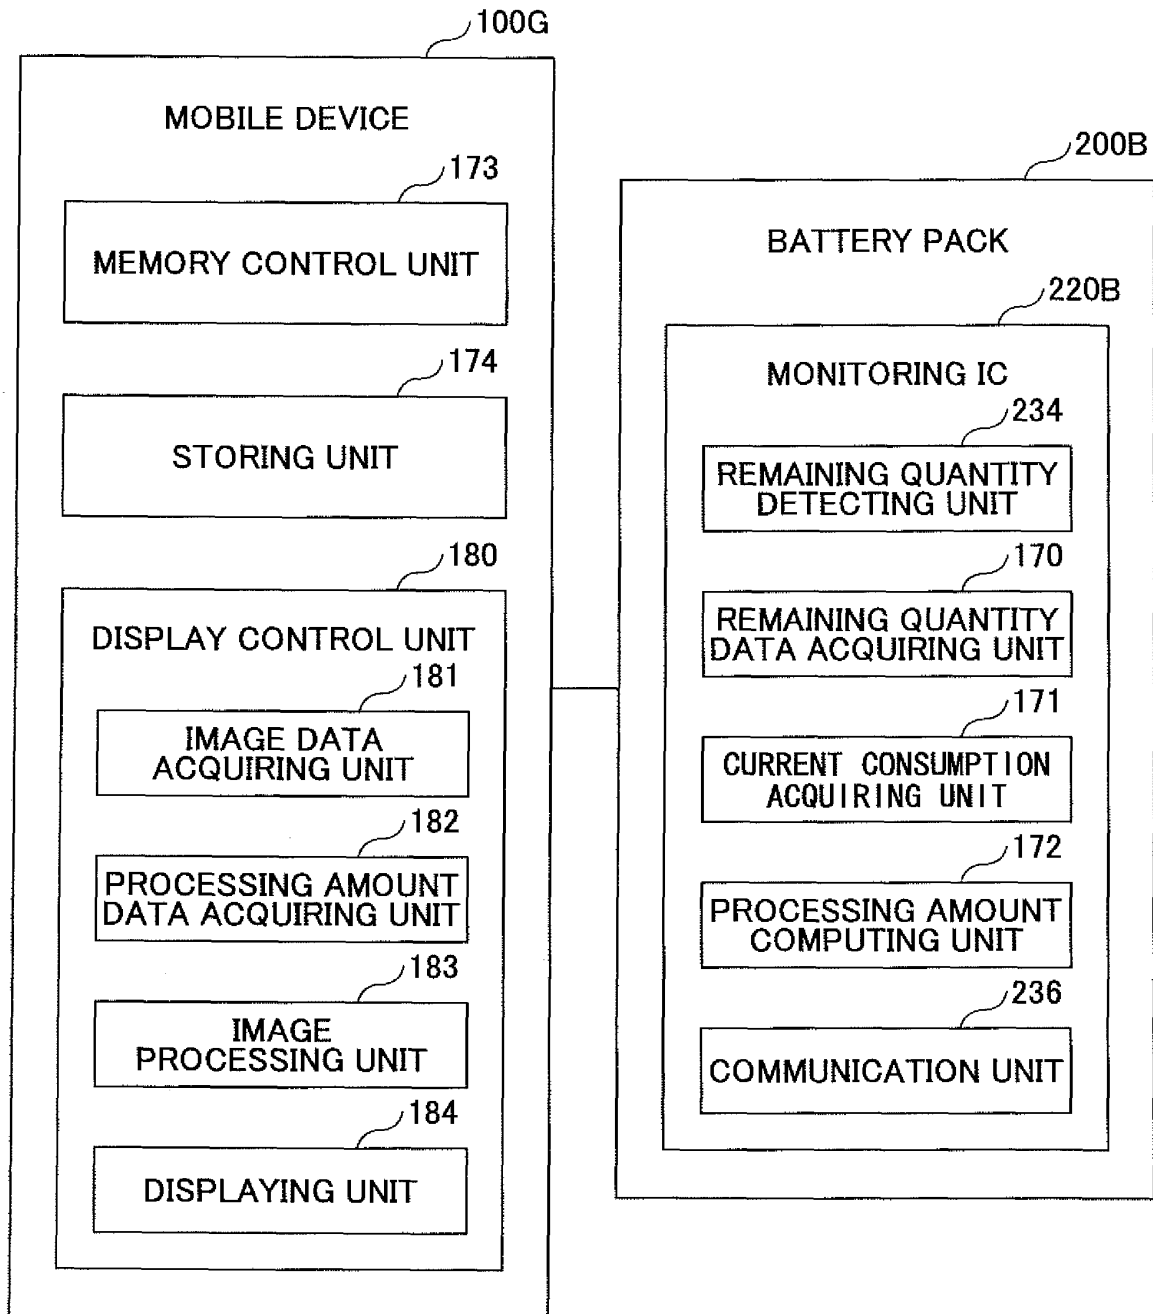 100G
MOBILE DEVICE
173
MEMORY CONTROL UNIT
174
STORING UNIT
180
DISPLAY CONTROL UNIT
181
IMAGE DATA
ACQUIRING UNIT
182
PROCESSING AMOUNT
DATA ACQUIRING UNIT
183
IMAGE
PROCESSING UNIT
184
DISPLAYING UNIT
200B
BATTERY PACK
220B
MONITORING IC
234
REMAINING QUANTITY
DETECTING UNIT
170
REMAINING QUANTITY
DATA ACQUIRING UNIT
171
CURRENT CONSUMPTION
ACQUIRING UNIT
172
PROCESSING AMOUNT
COMPUTING UNIT
236
COMMUNICATION UNIT